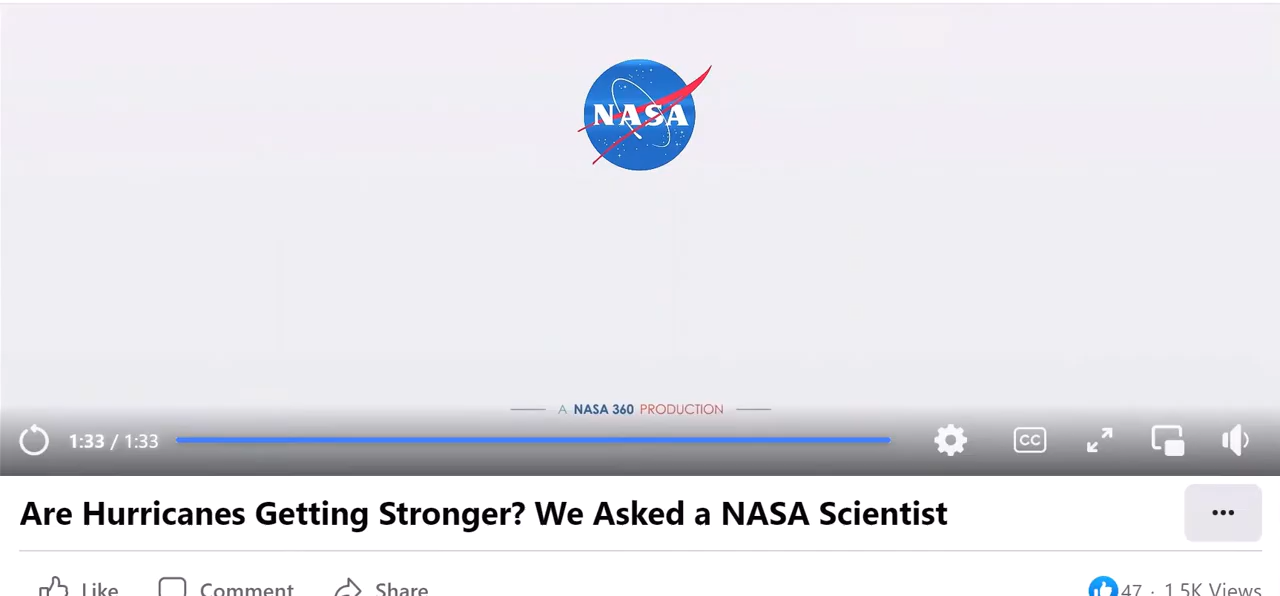 NASA
A NASA 360 PRODUCTION
1:33 / 1:33
CC
Are Hurricanes Getting Stronger? We Asked a NASA Scientist
Like Comment Share 47 · 1.5K Views